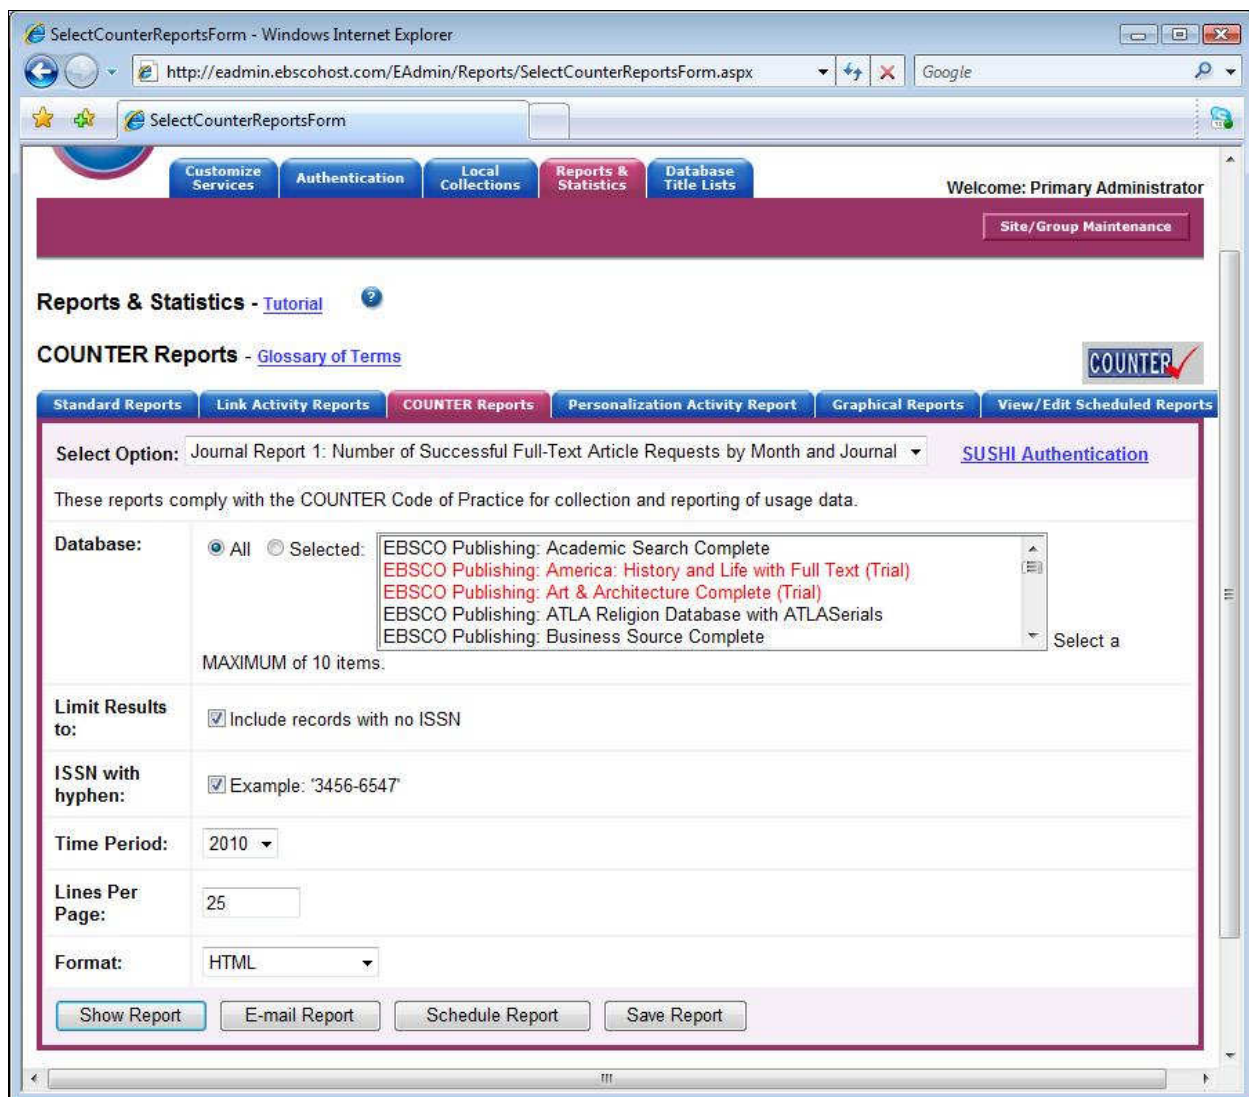 SelectCounterReportsForm - Windows Internet Explorer
http://eadmin.ebscohost.com/EAdmin/Reports/SelectCounterReportsForm.aspx
Google
SelectCounterReportsForm
Customize Services
Authentication
Local Collections
Reports & Statistics
Database Title Lists
Welcome: Primary Administrator
Site/Group Maintenance
Reports & Statistics - Tutorial ?
COUNTER Reports - Glossary of Terms
COUNTER
Standard Reports
Link Activity Reports
COUNTER Reports
Personalization Activity Report
Graphical Reports
View/Edit Scheduled Reports
Select Option: Journal Report 1: Number of Successful Full-Text Article Requests by Month and Journal
SUSHI Authentication
These reports comply with the COUNTER Code of Practice for collection and reporting of usage data.
Database:
All Selected:
EBSCO Publishing: Academic Search Complete
EBSCO Publishing: America: History and Life with Full Text (Trial)
EBSCO Publishing: Art & Architecture Complete (Trial)
EBSCO Publishing: ATLA Religion Database with ATLASerials
EBSCO Publishing: Business Source Complete
Select a
MAXIMUM of 10 items.
Limit Results
to:
Include records with no ISSN
ISSN with
hyphen:
Example: '3456-6547'
Time Period:
2010
Lines Per
Page:
25
Format:
HTML
Show Report
E-mail Report
Schedule Report
Save Report